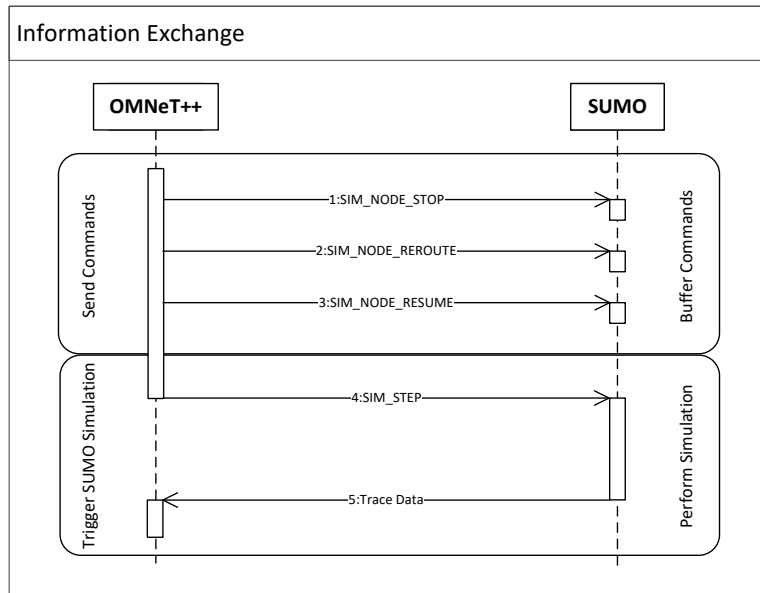 Information Exchange
OMNeT++
SUMO
Send Commands
1:SIM_NODE_STOP
2:SIM_NODE_REROUTE
3:SIM_NODE_RESUME
Buffer Commands
Trigger SUMO Simulation
4:SIM_STEP
5:Trace Data
Perform Simulation